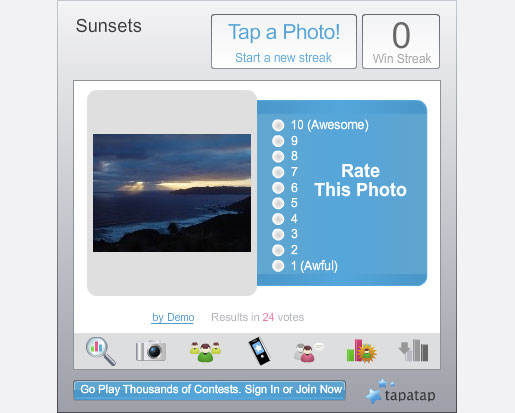 Sunsets
Tap a Photo!
Start a new streak
0
Win Streak
10 (Awesome)
9
8
7
6
5
4
3
2
1 (Awful)
Rate
This Photo
by Demo
Results in 24 votes
Go Play Thousands of Contests. Sign In or Join Now
tapatap